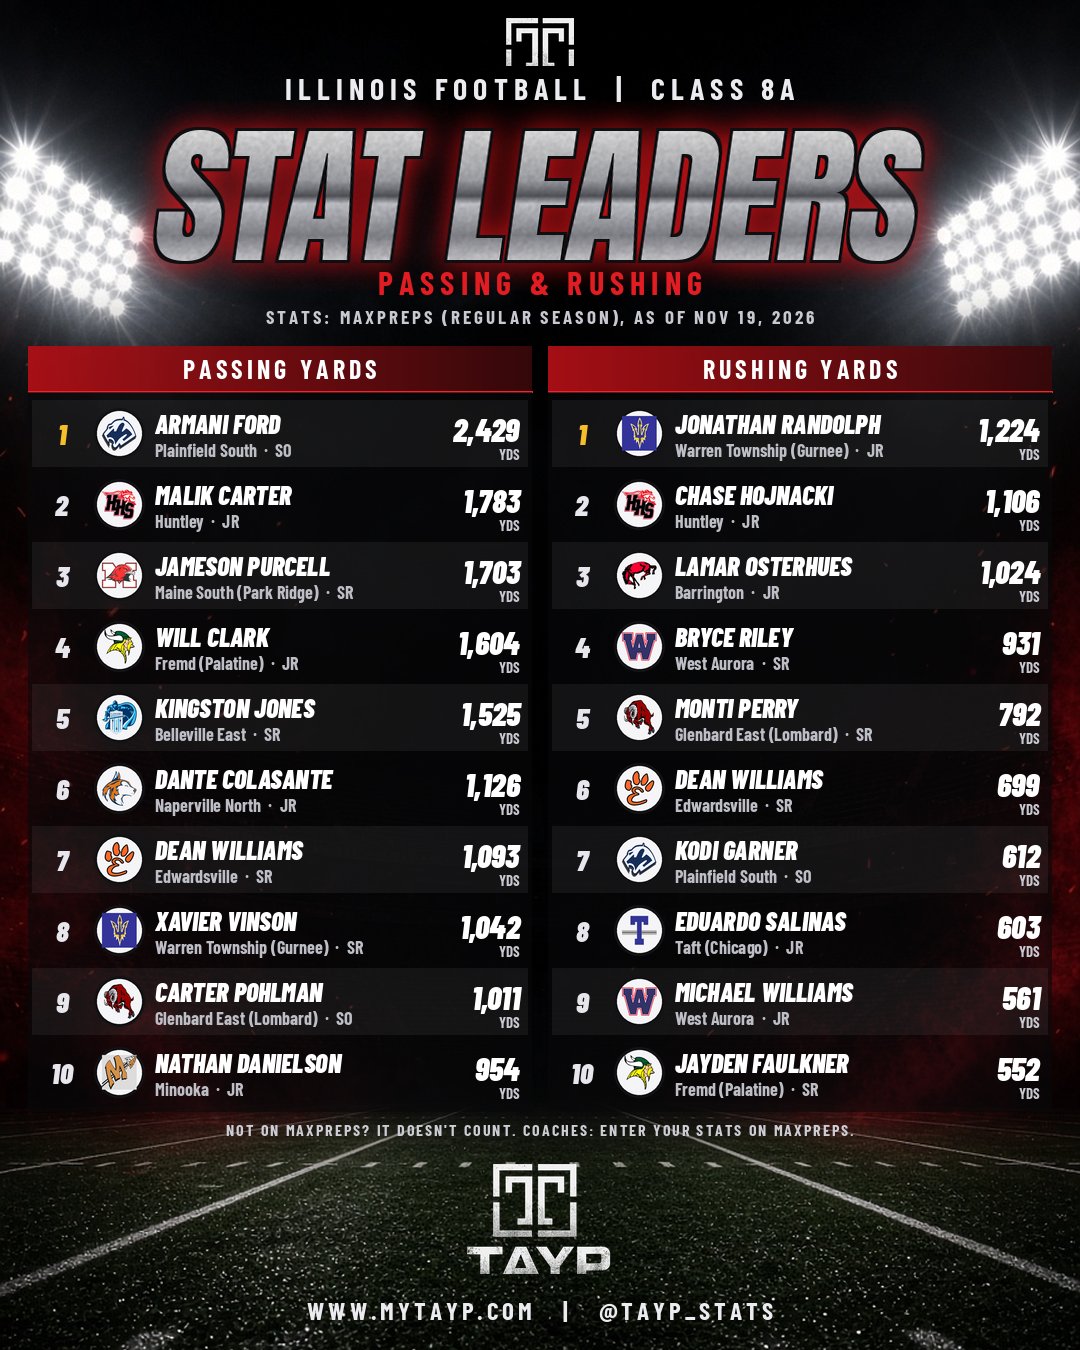 ILLINOIS FOOTBALL | CLASS 8A
STAT LEADERS
PASSING & RUSHING
STATS: MAXPREPS (REGULAR SEASON), AS OF NOV 19, 2026
PASSING YARDS
1 ARMANI FORD 2,429
Plainfield South · SO YDS
2 MALIK CARTER 1,783
Huntley · JR YDS
3 JAMESON PURCELL 1,703
Maine South (Park Ridge) · SR YDS
4 WILL CLARK 1,604
Fremd (Palatine) · JR YDS
5 KINGSTON JONES 1,525
Belleville East · SR YDS
6 DANTE COLASANTE 1,126
Naperville North · JR YDS
7 DEAN WILLIAMS 1,093
Edwardsville · SR YDS
8 XAVIER VINSON 1,042
Warren Township (Gurnee) · SR YDS
9 CARTER POHLMAN 1,011
Glenbard East (Lombard) · SO YDS
10 NATHAN DANIELSON 954
Minooka · JR YDS
RUSHING YARDS
1 JONATHAN RANDOLPH 1,224
Warren Township (Gurnee) · JR YDS
2 CHASE HOJNACKI 1,106
Huntley · JR YDS
3 LAMAR OSTERHUES 1,024
Barrington · JR YDS
4 BRYCE RILEY 931
West Aurora · SR YDS
5 MONTI PERRY 792
Glenbard East (Lombard) · SR YDS
6 DEAN WILLIAMS 699
Edwardsville · SR YDS
7 KODI GARNER 612
Plainfield South · SO YDS
8 EDUARDO SALINAS 603
Taft (Chicago) · JR YDS
9 MICHAEL WILLIAMS 561
West Aurora · JR YDS
10 JAYDEN FAULKNER 552
Fremd (Palatine) · SR YDS
NOT ON MAXPREPS? IT DOESN'T COUNT. COACHES: ENTER YOUR STATS ON MAXPREPS.
TAYP
WWW.MYTAYP.COM | @TAYP_STATS